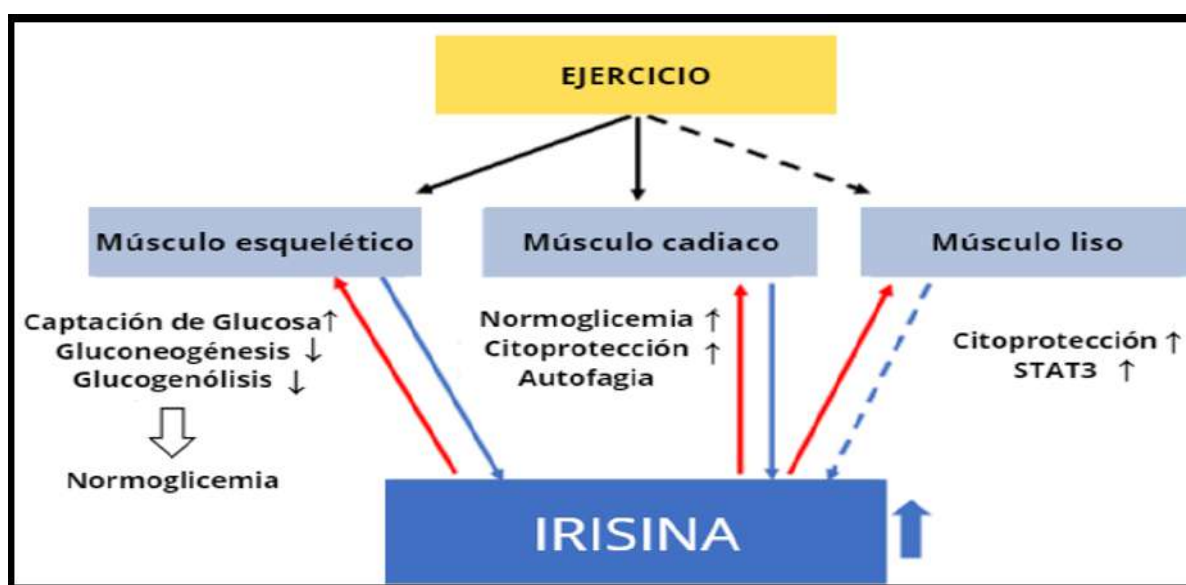 EJERCICIO
Músculo esquelético
Músculo cadiaco
Músculo liso
Captación de Glucosa↑
Gluconeogénesis ↓
Glucogenólisis ↓
Normoglicemia
Normoglicemia ↑
Citoprotección ↑
Autofagia
Citoprotección ↑
STAT3 ↑
IRISINA